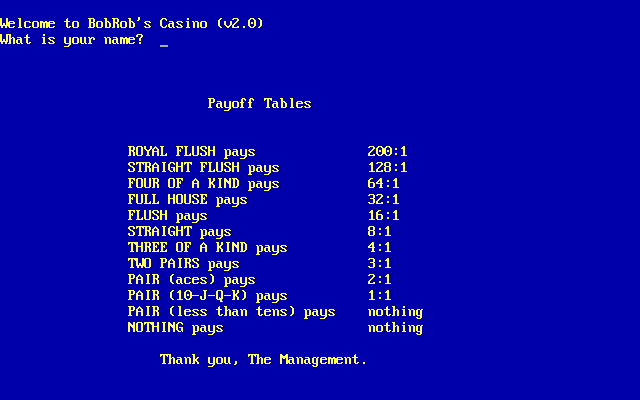 Welcome to BobRob's Casino (v2.0)
What is your name?  _
Payoff Tables
ROYAL FLUSH pays 200:1
STRAIGHT FLUSH pays 128:1
FOUR OF A KIND pays 64:1
FULL HOUSE pays 32:1
FLUSH pays 16:1
STRAIGHT pays 8:1
THREE OF A KIND pays 4:1
TWO PAIRS pays 3:1
PAIR (aces) pays 2:1
PAIR (10-J-Q-K) pays 1:1
PAIR (less than tens) pays nothing
NOTHING pays nothing
Thank you, The Management.